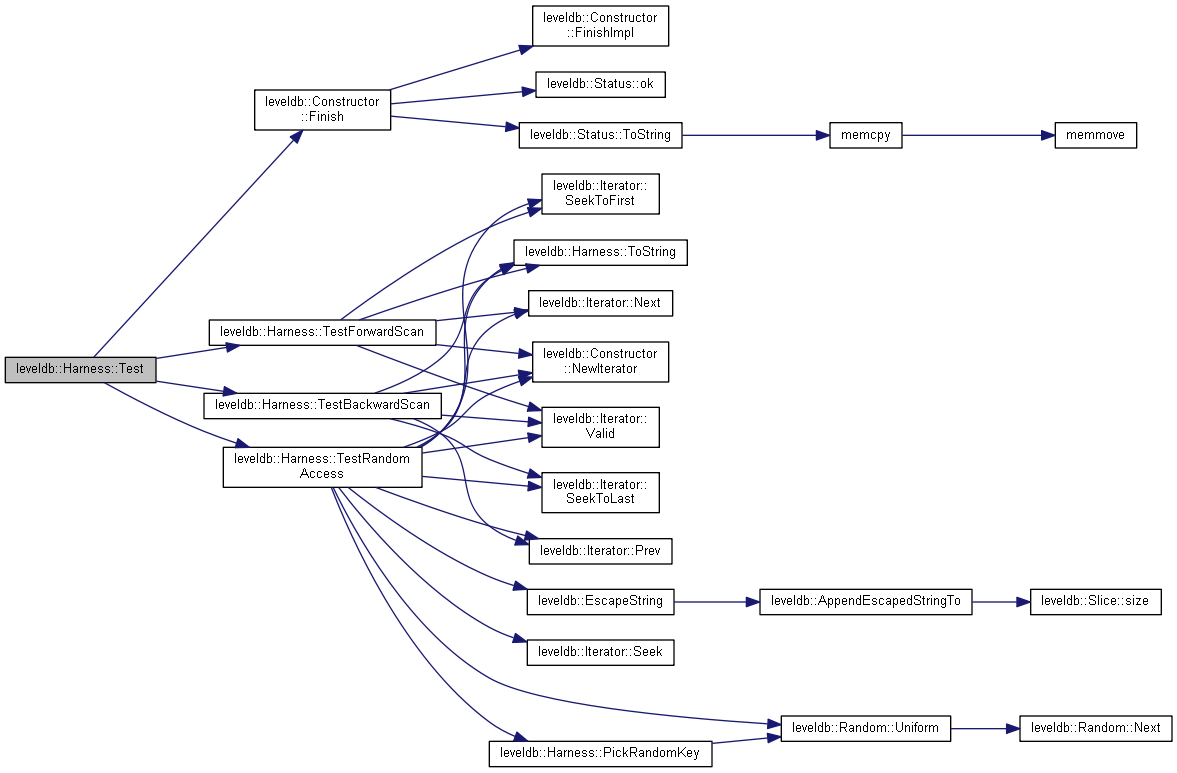 leveldb::Constructor
::FinishImpl
leveldb::Status::ok
leveldb::Constructor
::Finish
leveldb::Status::ToString
memcpy
memmove
leveldb::Iterator::
SeekToFirst
leveldb::Harness::ToString
leveldb::Iterator::Next
leveldb::Harness::TestForwardScan
leveldb::Constructor
::NewIterator
leveldb::Harness::Test
leveldb::Harness::TestBackwardScan
leveldb::Iterator::
Valid
leveldb::Harness::TestRandom
Access
leveldb::Iterator::
SeekToLast
leveldb::Iterator::Prev
leveldb::EscapeString
leveldb::AppendEscapedStringTo
leveldb::Slice::size
leveldb::Iterator::Seek
leveldb::Random::Uniform
leveldb::Random::Next
leveldb::Harness::PickRandomKey